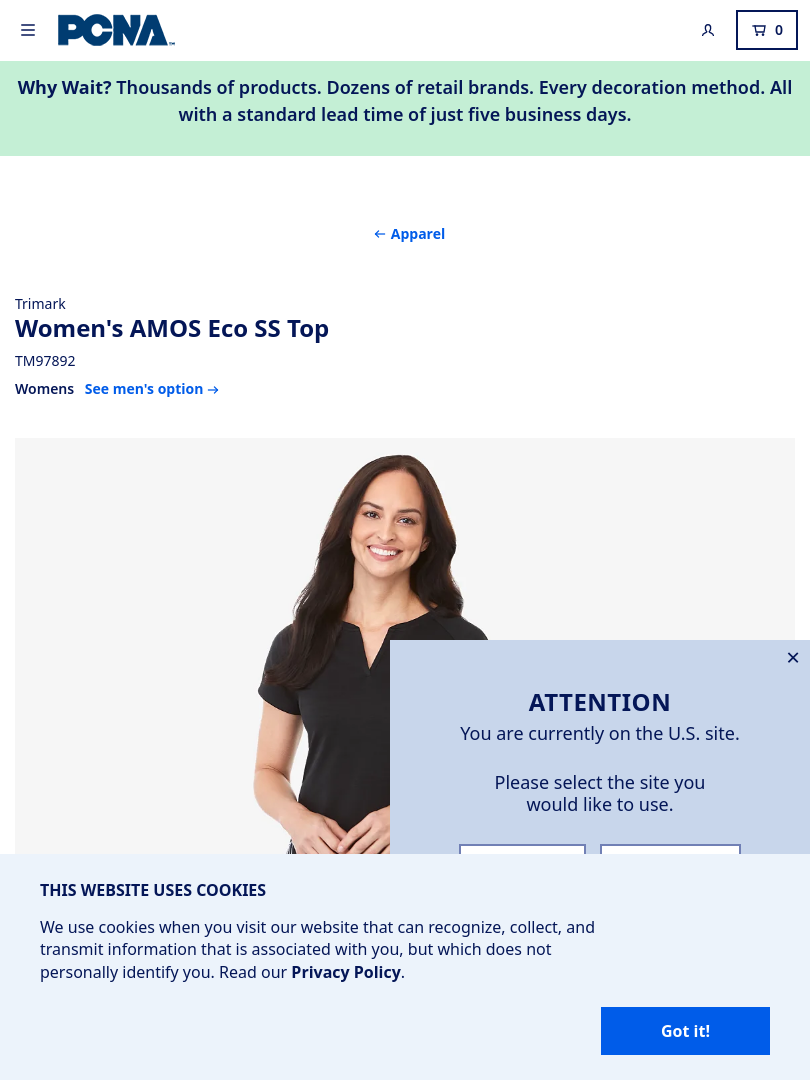 PCNA
0
Why Wait? Thousands of products. Dozens of retail brands. Every decoration method. All
with a standard lead time of just five business days.
← Apparel
Trimark
Women's AMOS Eco SS Top
TM97892
Womens See men's option →
ATTENTION
You are currently on the U.S. site.
Please select the site you
would like to use.
THIS WEBSITE USES COOKIES
We use cookies when you visit our website that can recognize, collect, and
transmit information that is associated with you, but which does not
personally identify you. Read our Privacy Policy.
Got it!